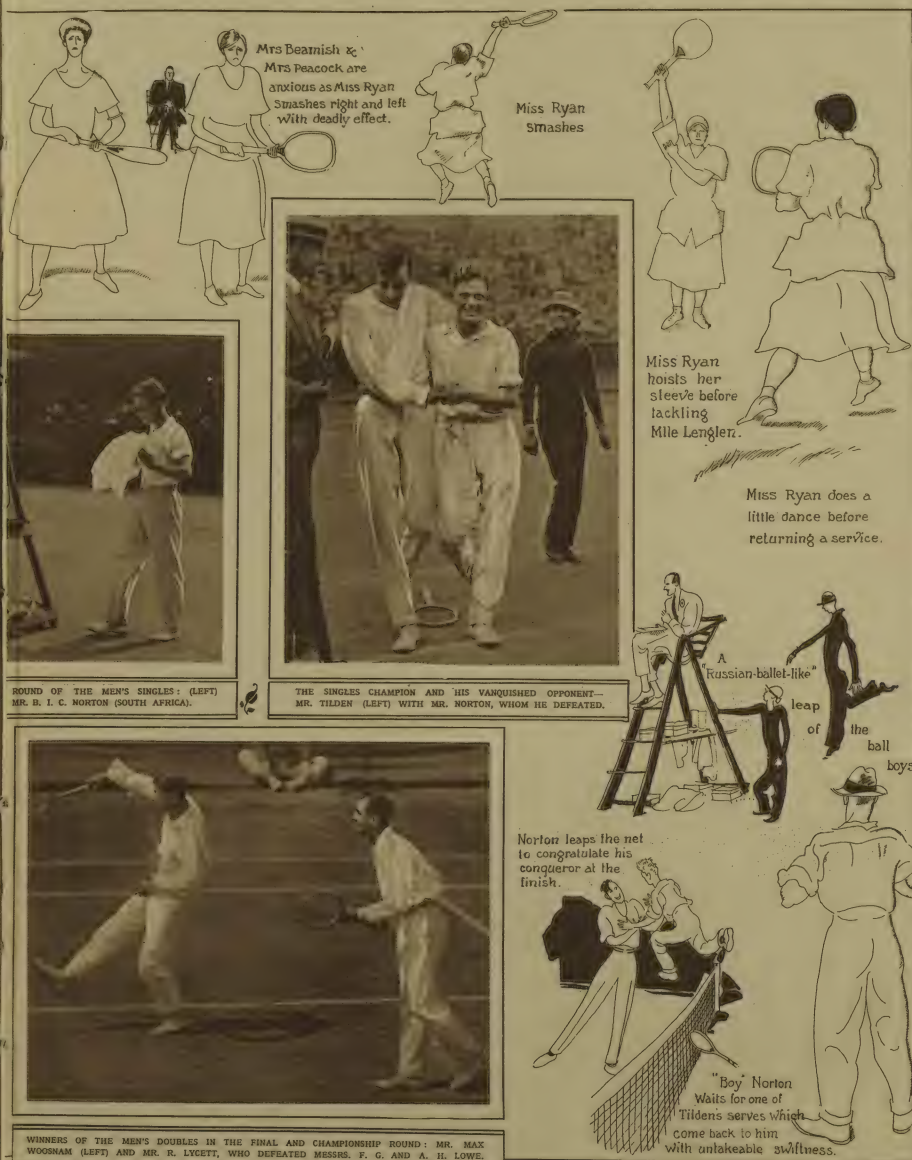 Mrs Beamish &
Mrs Peacock are
anxious as Miss Ryan
Smashes right and left
With deadly effect.
Miss Ryan
Smashes
Miss Ryan
hoists her
sleeve before
tackling
Mlle Lenglen.
Miss Ryan does a
little dance before
returning a service.
ROUND OF THE MEN'S SINGLES: (LEFT)
MR. B. I. C. NORTON (SOUTH AFRICA).
THE SINGLES CHAMPION AND HIS VANQUISHED OPPONENT—
MR. TILDEN (LEFT) WITH MR. NORTON, WHOM HE DEFEATED.
A
"Russian-ballet-like"
leap
of the
ball
boys
Norton leaps the net
to congratulate his
conqueror at the
finish.
"Boy" Norton
Waits for one of
Tilden's serves which
come back to him
with untakeable swiftness.
WINNERS OF THE MEN'S DOUBLES IN THE FINAL AND CHAMPIONSHIP ROUND: MR. MAX
WOOSNAM (LEFT) AND MR. R. LYCETT, WHO DEFEATED MESSRS. F. G. AND A. H. LOWE.